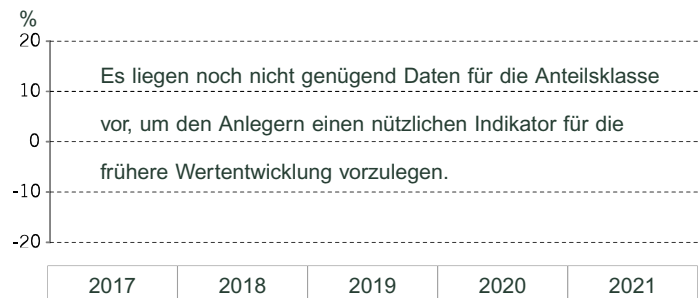 %
20
10
0
-10
-20
Es liegen noch nicht genügend Daten für die Anteilsklasse
vor, um den Anlegern einen nützlichen Indikator für die
frühere Wertentwicklung vorzulegen.
2017 2018 2019 2020 2021